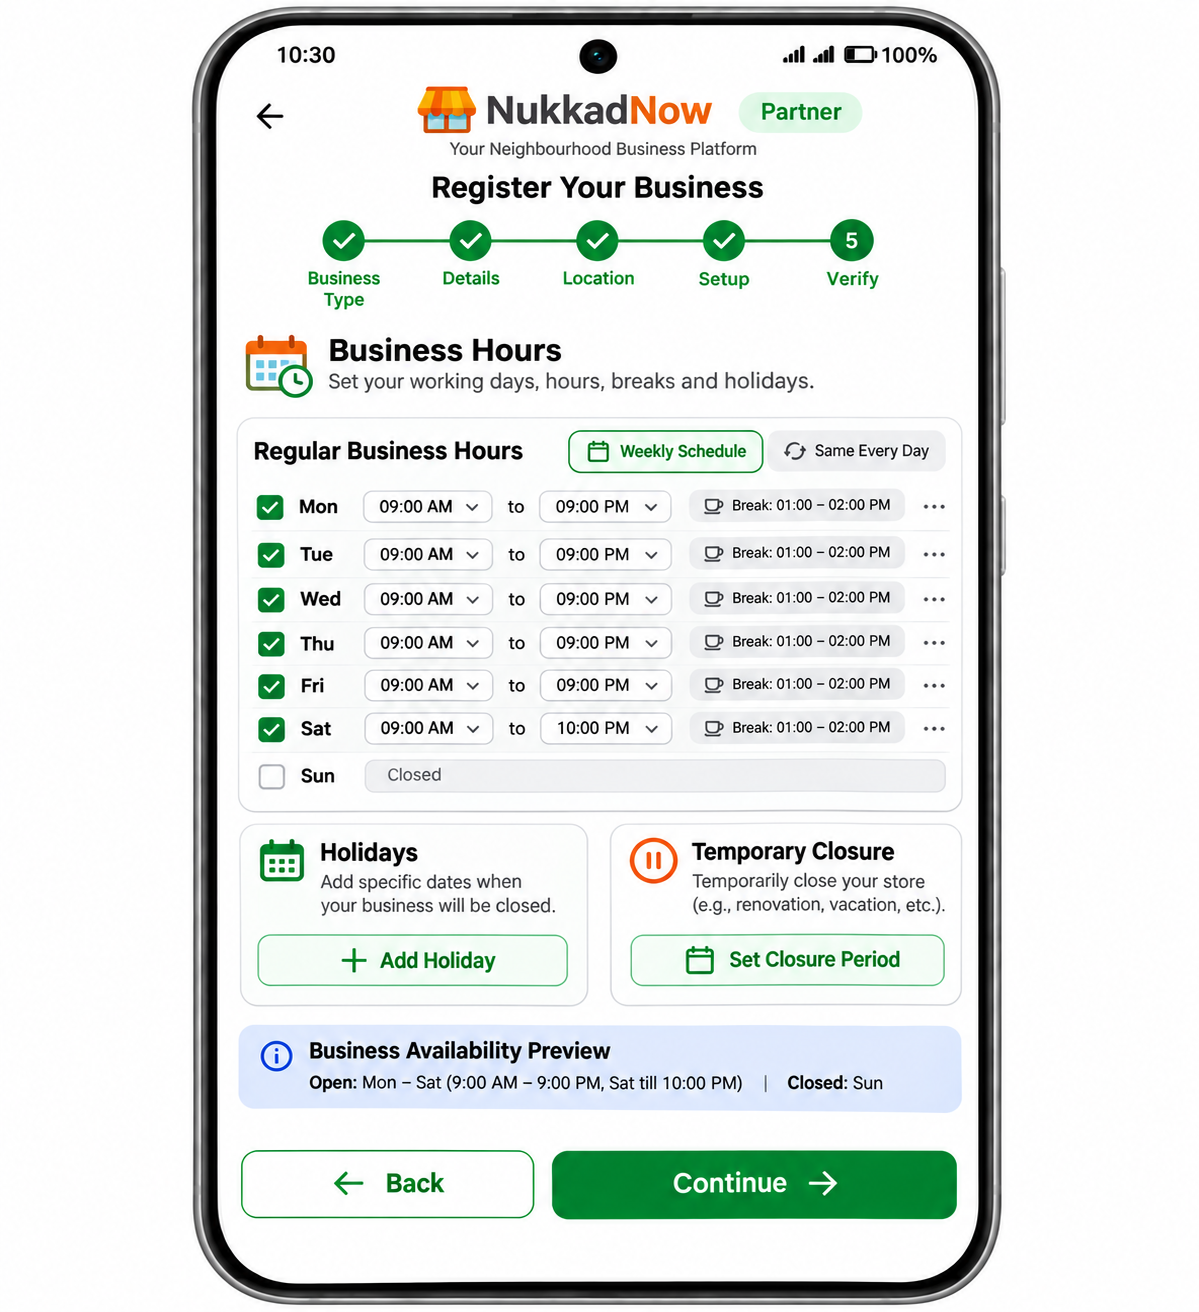 10:30
100%
NukkadNow
Partner
Your Neighbourhood Business Platform
Register Your Business
5
Business Type
Details
Location
Setup
Verify
Business Hours
Set your working days, hours, breaks and holidays.
Regular Business Hours
Weekly Schedule
Same Every Day
Mon 09:00 AM to 09:00 PM Break: 01:00 – 02:00 PM
Tue 09:00 AM to 09:00 PM Break: 01:00 – 02:00 PM
Wed 09:00 AM to 09:00 PM Break: 01:00 – 02:00 PM
Thu 09:00 AM to 09:00 PM Break: 01:00 – 02:00 PM
Fri 09:00 AM to 09:00 PM Break: 01:00 – 02:00 PM
Sat 09:00 AM to 10:00 PM Break: 01:00 – 02:00 PM
Sun Closed
Holidays
Add specific dates when
your business will be closed.
Add Holiday
Temporary Closure
Temporarily close your store
(e.g., renovation, vacation, etc.).
Set Closure Period
Business Availability Preview
Open: Mon – Sat (9:00 AM – 9:00 PM, Sat till 10:00 PM) | Closed: Sun
Back
Continue